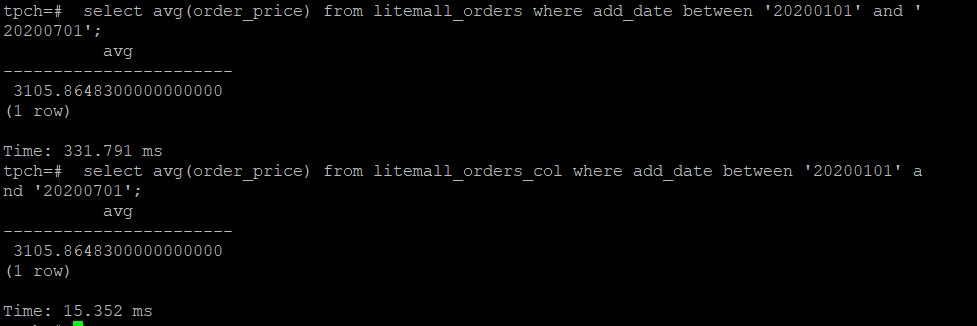 tpch=#  select avg(order_price) from litemall_orders where add_date between '20200101' and '
20200701';
          avg
-----------------------
 3105.8648300000000000
(1 row)

Time: 331.791 ms
tpch=#  select avg(order_price) from litemall_orders_col where add_date between '20200101' a
nd '20200701';
          avg
-----------------------
 3105.8648300000000000
(1 row)

Time: 15.352 ms